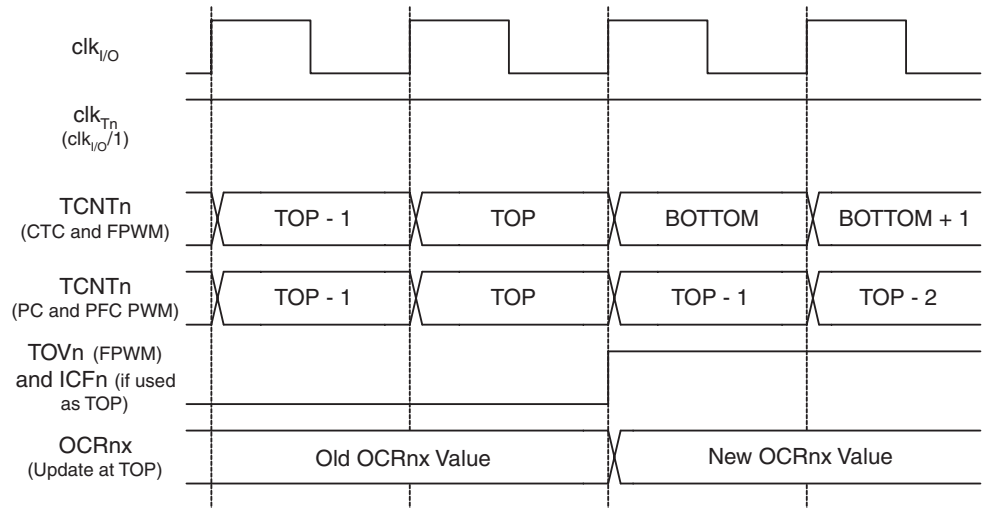 clkI/O
clkTn
(clkI/O/1)
TCNTn
(CTC and FPWM)
TOP - 1 TOP BOTTOM BOTTOM + 1
TCNTn
(PC and PFC PWM)
TOP - 1 TOP TOP - 1 TOP - 2
TOVn (FPWM)
and ICFn (if used
as TOP)
OCRnx
(Update at TOP)
Old OCRnx Value New OCRnx Value